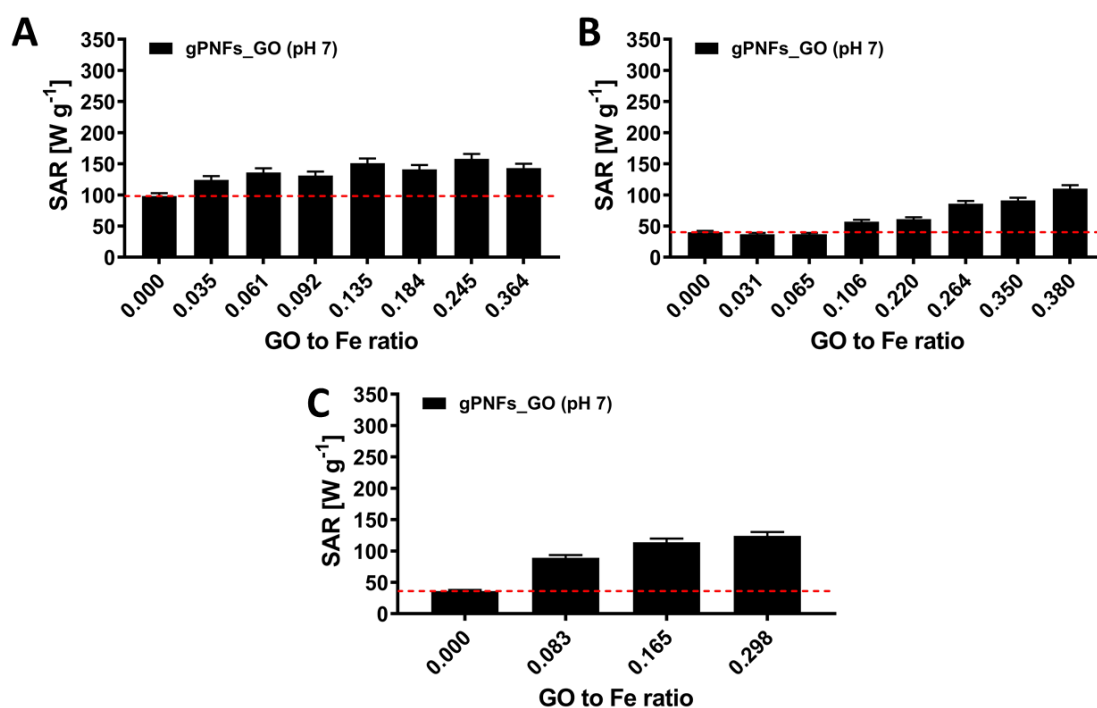 A
gPNFs_GO (pH 7)
SAR [W g⁻¹]
350
300
250
200
150
100
50
0
0.000 0.035 0.061 0.092 0.135 0.184 0.245 0.364
GO to Fe ratio
B
gPNFs_GO (pH 7)
SAR [W g⁻¹]
350
300
250
200
150
100
50
0
0.000 0.031 0.065 0.106 0.220 0.264 0.350 0.380
GO to Fe ratio
C
gPNFs_GO (pH 7)
SAR [W g⁻¹]
350
300
250
200
150
100
50
0
0.000 0.083 0.165 0.298
GO to Fe ratio